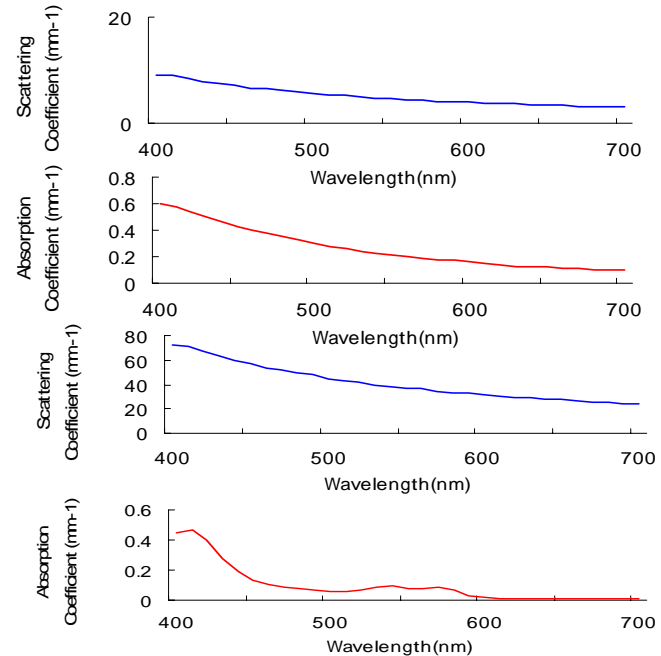 Scattering
Coefficient (mm-1)
20
0
400 500 600 700
Wavelength(nm)
Absorption
Coefficient (mm-1)
0.8
0.6
0.4
0.2
0
400 500 600 700
Wavelength(nm)
Scattering
Coefficient (mm-1)
80
60
40
20
0
400 500 600 700
Wavelength(nm)
Absorption
Coefficient (mm-1)
0.6
0.4
0.2
0
400 500 600 700
Wavelength(nm)